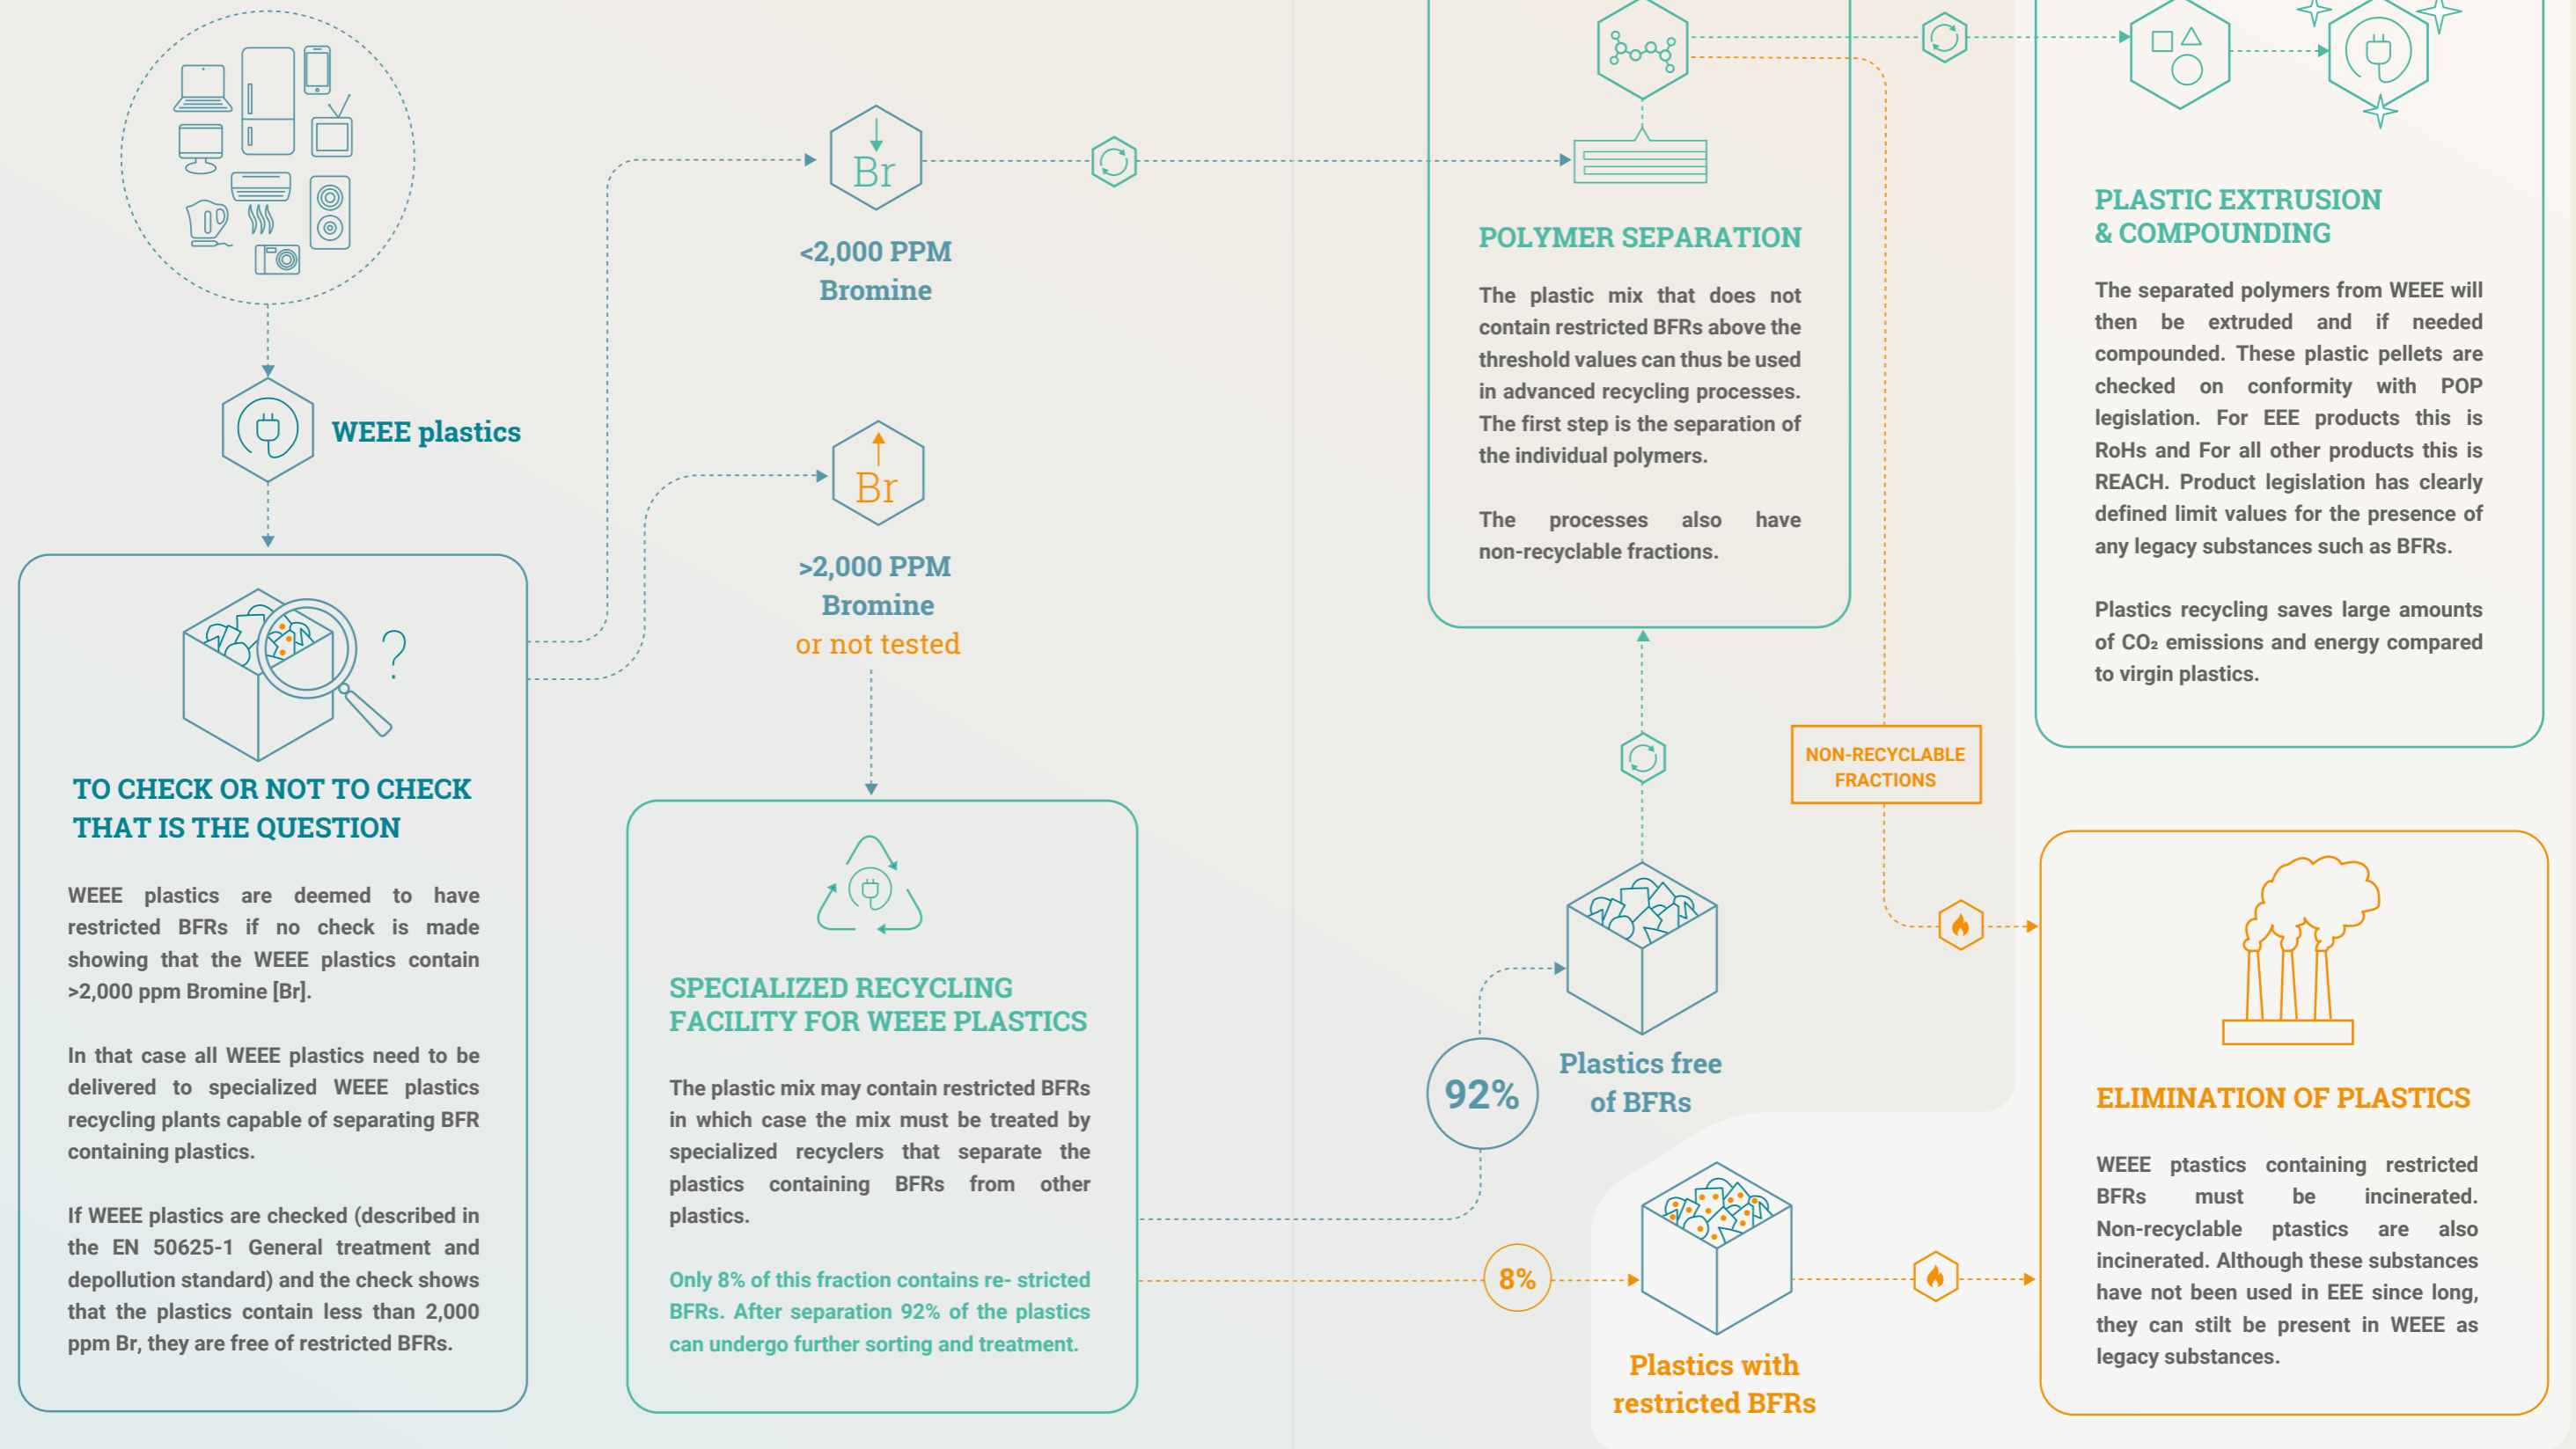 Br
<2,000 PPM
Bromine
WEEE plastics
Br
>2,000 PPM
Bromine
or not tested
?
TO CHECK OR NOT TO CHECK
THAT IS THE QUESTION
WEEE plastics are deemed to have
restricted BFRs if no check is made
showing that the WEEE plastics contain
>2,000 ppm Bromine [Br].
In that case all WEEE plastics need to be
delivered to specialized WEEE plastics
recycling plants capable of separating BFR
containing plastics.
If WEEE plastics are checked (described in
the EN 50625-1 General treatment and
depollution standard) and the check shows
that the plastics contain less than 2,000
ppm Br, they are free of restricted BFRs.
SPECIALIZED RECYCLING
FACILITY FOR WEEE PLASTICS
The plastic mix may contain restricted BFRs
in which case the mix must be treated by
specialized recyclers that separate the
plastics containing BFRs from other
plastics.
Only 8% of this fraction contains re- stricted
BFRs. After separation 92% of the plastics
can undergo further sorting and treatment.
POLYMER SEPARATION
The plastic mix that does not
contain restricted BFRs above the
threshold values can thus be used
in advanced recycling processes.
The first step is the separation of
the individual polymers.
The processes also have
non-recyclable fractions.
92%
Plastics free
of BFRs
8%
Plastics with
restricted BFRs
NON-RECYCLABLE
FRACTIONS
PLASTIC EXTRUSION
& COMPOUNDING
The separated polymers from WEEE will
then be extruded and if needed
compounded. These plastic pellets are
checked on conformity with POP
legislation. For EEE products this is
RoHs and For all other products this is
REACH. Product legislation has clearly
defined limit values for the presence of
any legacy substances such as BFRs.
Plastics recycling saves large amounts
of CO₂ emissions and energy compared
to virgin plastics.
ELIMINATION OF PLASTICS
WEEE ptastics containing restricted
BFRs must be incinerated.
Non-recyclable ptastics are also
incinerated. Although these substances
have not been used in EEE since long,
they can stilt be present in WEEE as
legacy substances.